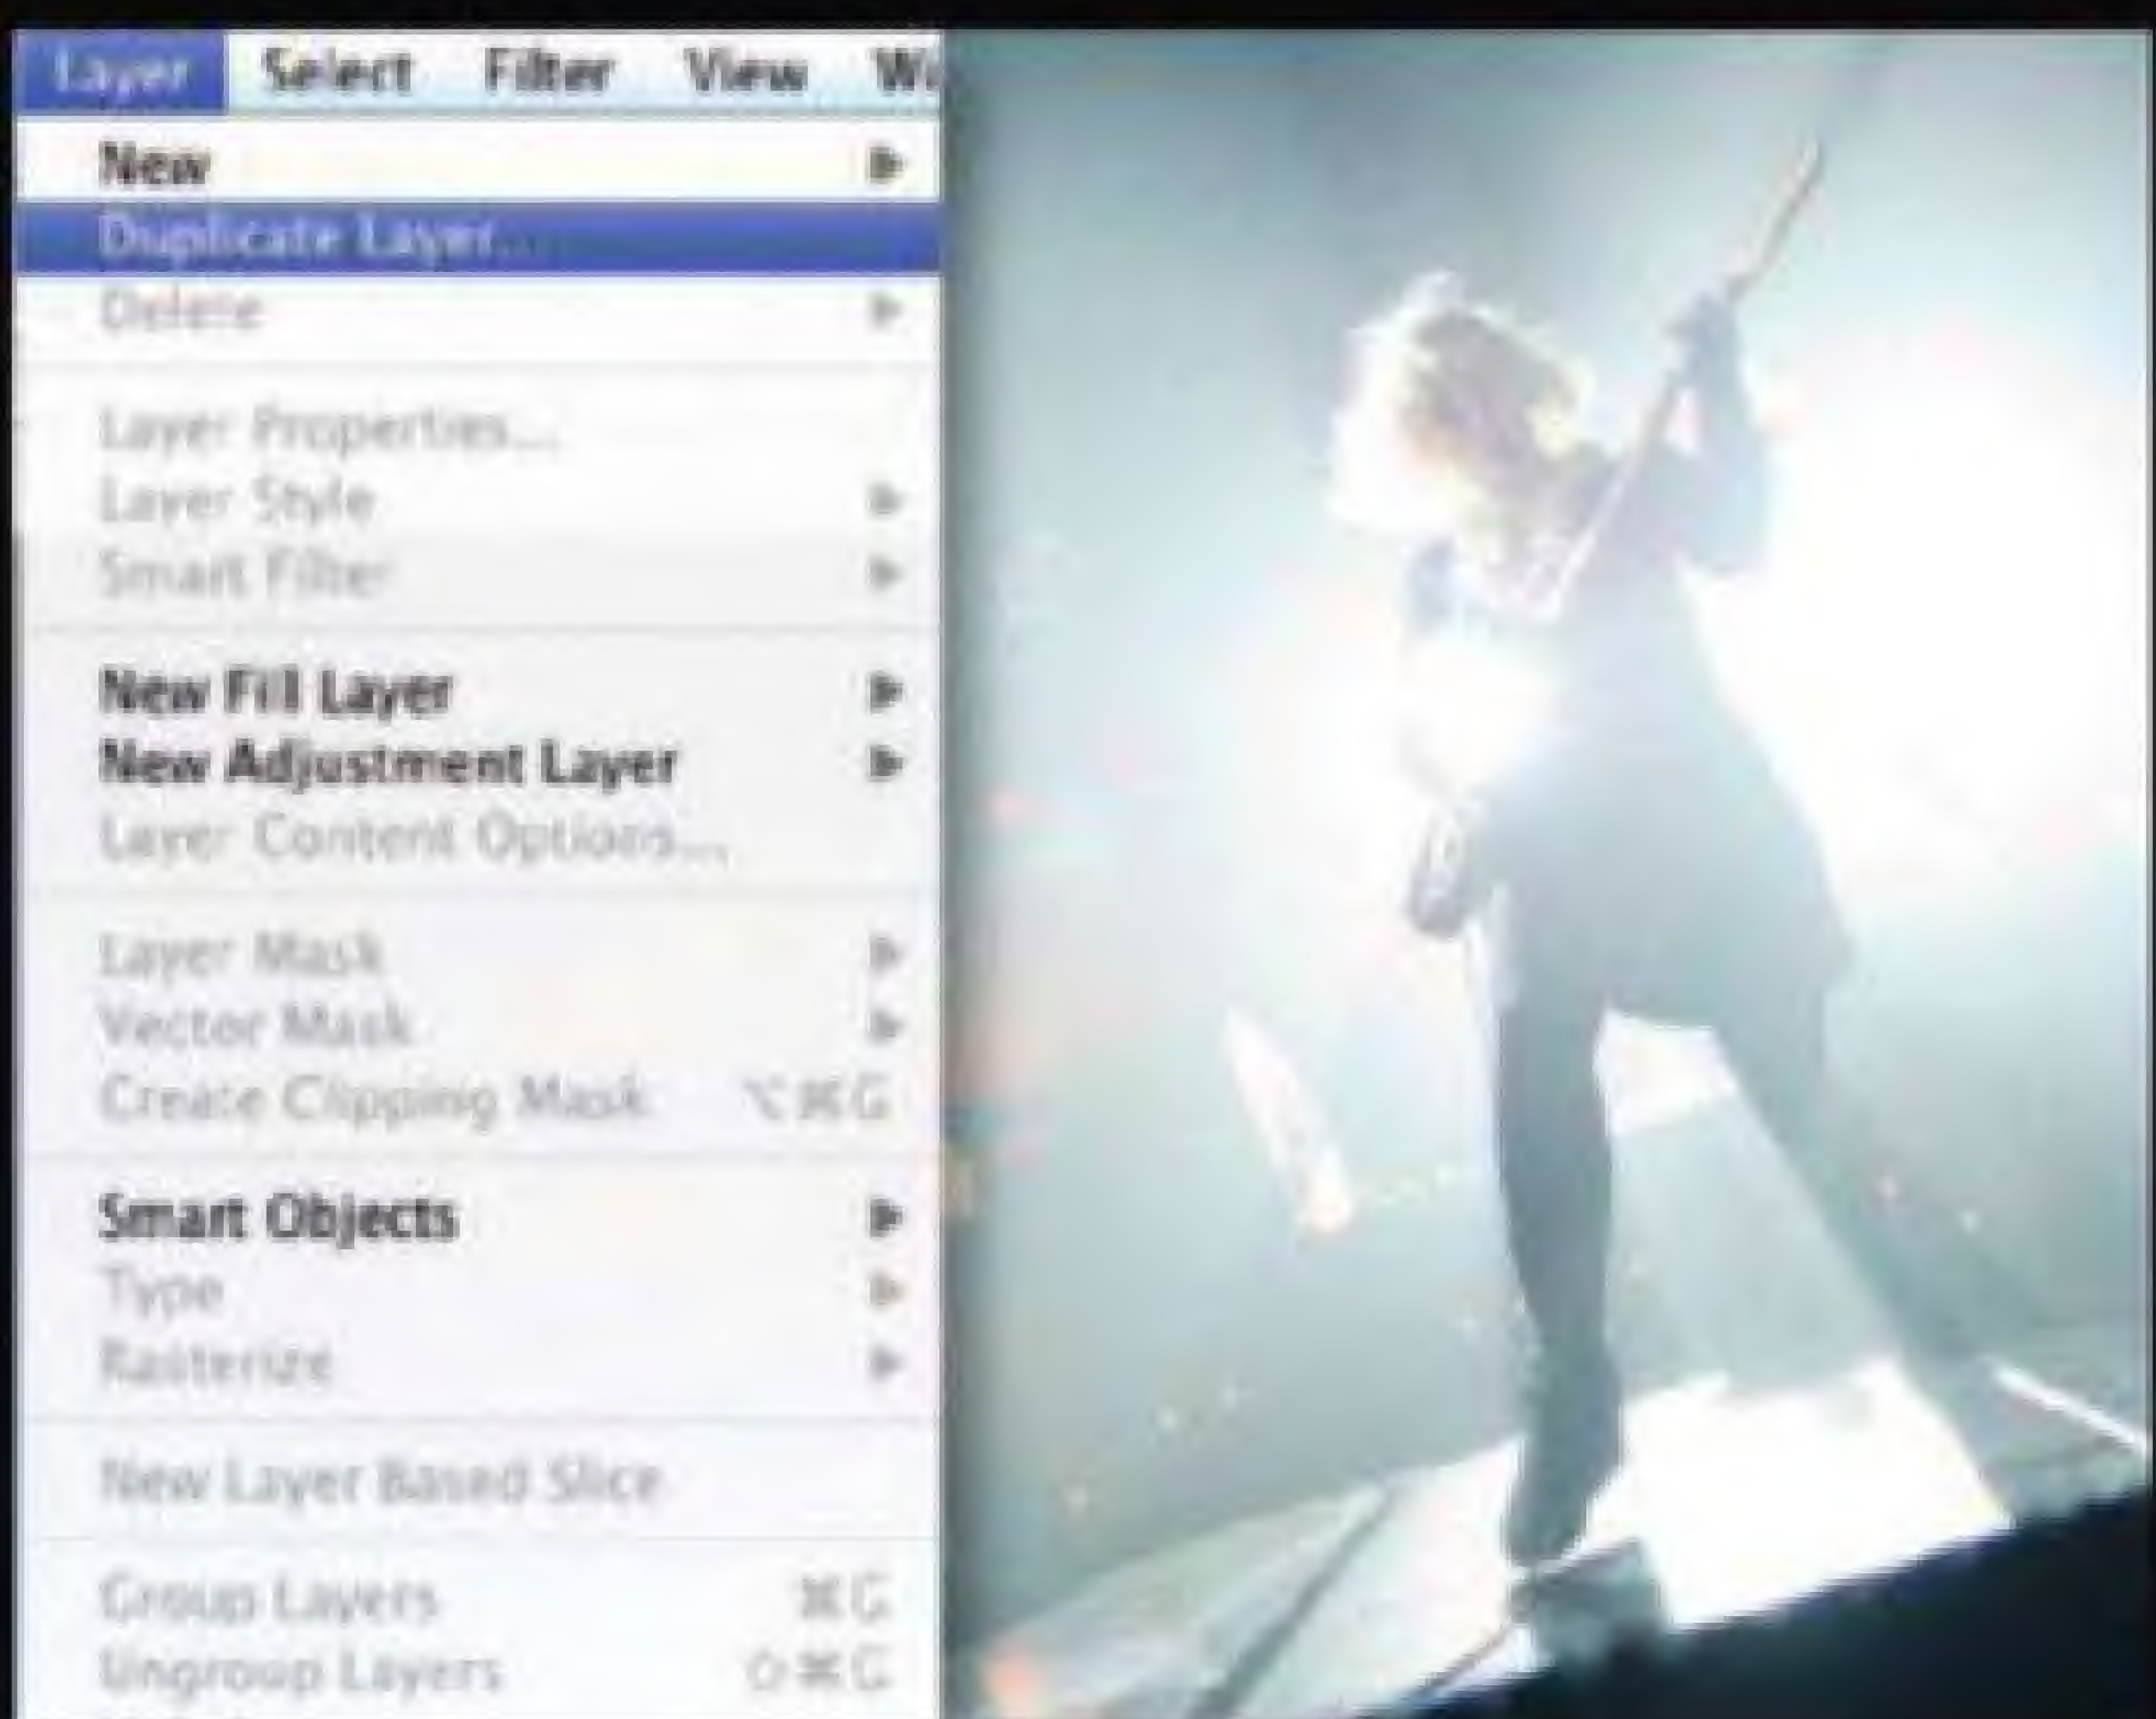 Layer Select Filter View
New
Duplicate Layer...
Delete
Layer Properties...
Layer Style
Smart Filter
New Fill Layer
New Adjustment Layer
Layer Content Options...
Layer Mask
Vector Mask
Create Clipping Mask ⌥⌘G
Smart Objects
Type
Rasterize
New Layer Based Slice
Group Layers ⌘G
Ungroup Layers ⇧⌘G